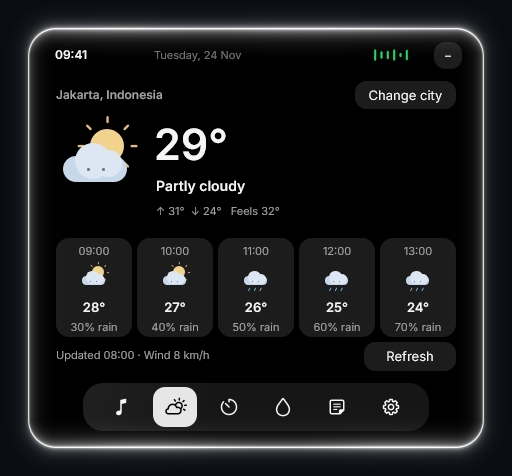 09:41 Tuesday, 24 Nov –
Jakarta, Indonesia Change city
29°
Partly cloudy
↑ 31° ↓ 24° Feels 32°
09:00 10:00 11:00 12:00 13:00
28° 27° 26° 25° 24°
30% rain 40% rain 50% rain 60% rain 70% rain
Updated 08:00 · Wind 8 km/h Refresh